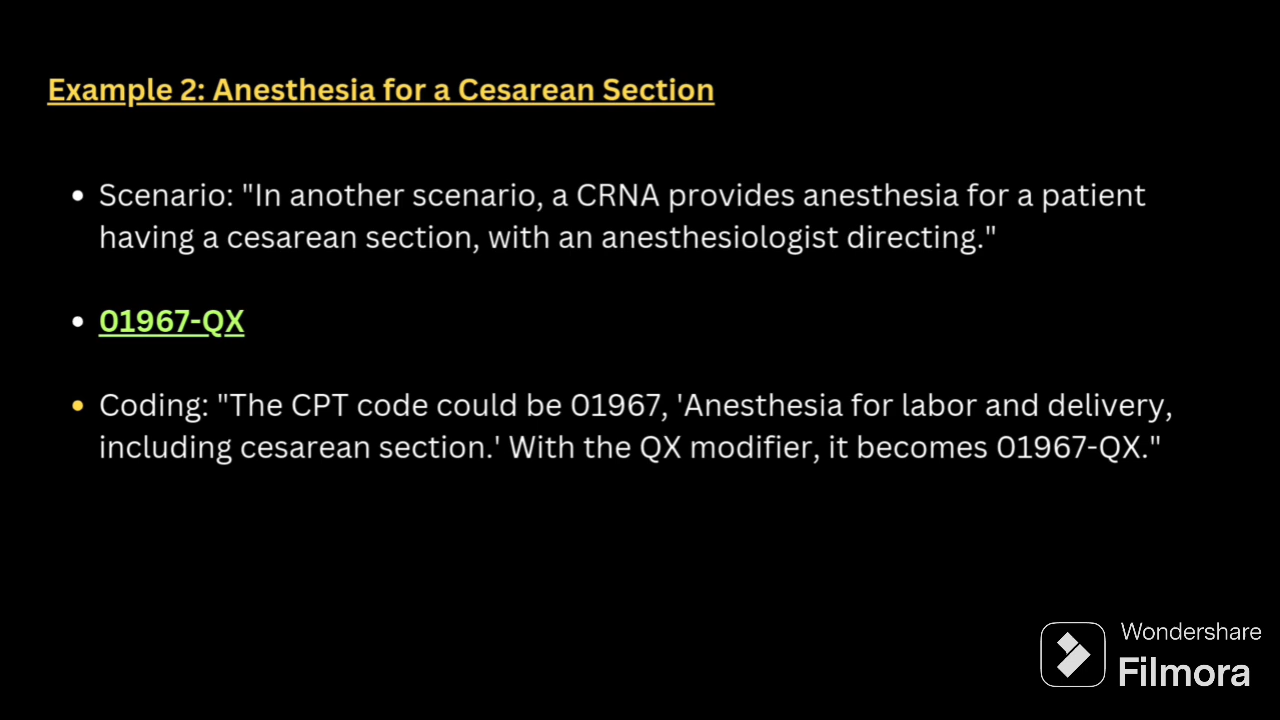 Example 2: Anesthesia for a Cesarean Section
• Scenario: "In another scenario, a CRNA provides anesthesia for a patient
having a cesarean section, with an anesthesiologist directing."
• 01967-QX
• Coding: "The CPT code could be 01967, 'Anesthesia for labor and delivery,
including cesarean section.' With the QX modifier, it becomes 01967-QX."
Wondershare
Filmora